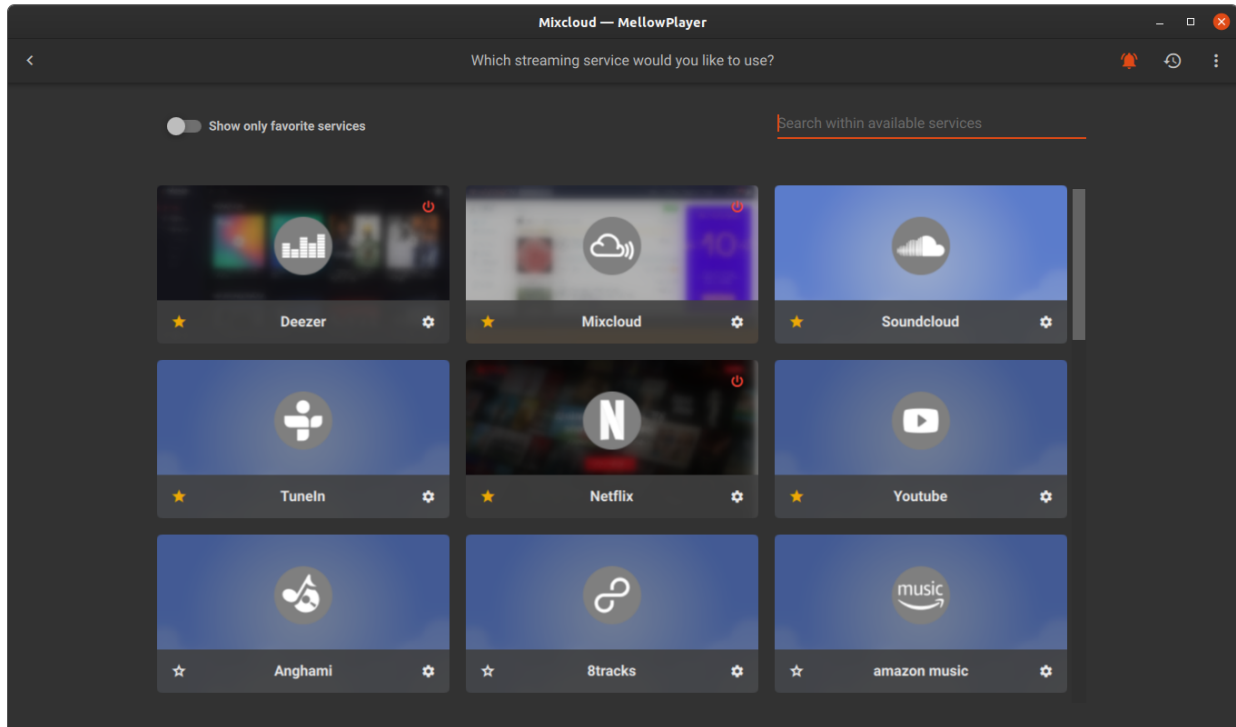 Mixcloud — MellowPlayer
Which streaming service would you like to use?
Show only favorite services
Search within available services
Deezer
Mixcloud
Soundcloud
TuneIn
N
Netflix
Youtube
music
Anghami
8tracks
amazon music